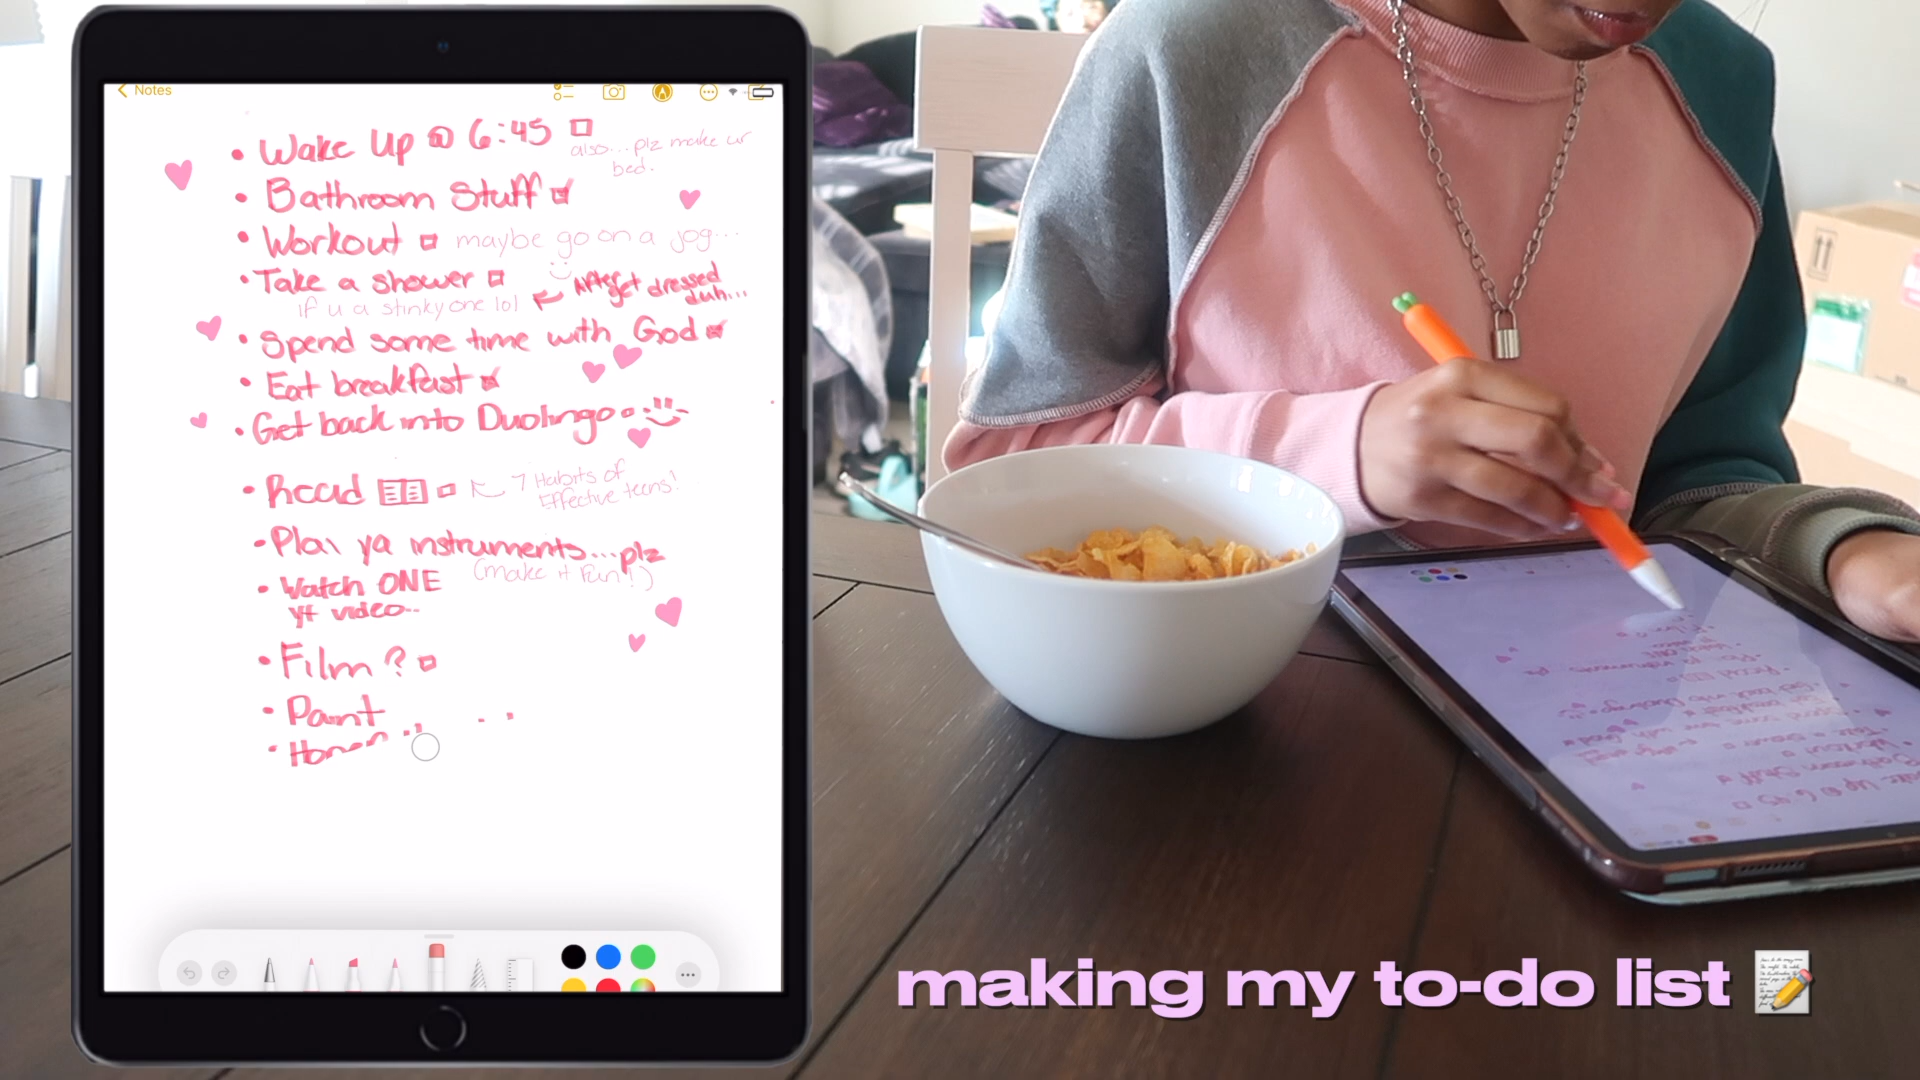 Notes
• Wake Up @ 6:45
also...plz make ur
bed.
• Bathroom Stuff
• Workout maybe go on a jog...
• Take a shower
if u a stinky one lol
After get dressed
duh...
• Spend some time with God
• Eat breakfast
• Get back into Duolingo
• Read
7 Habits of
Effective teens!
• Pla ya instruments...plz
(make it fun!)
• Watch ONE
yt video..
• Film?
• Paint
making my to-do list